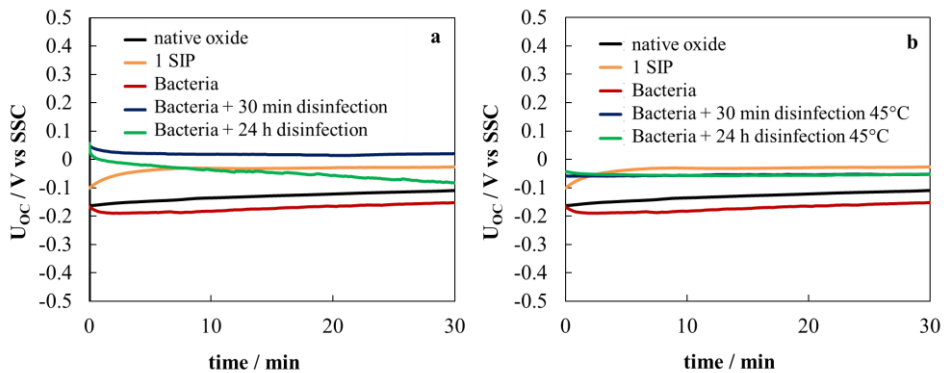 0.5
0.4
0.3
0.2
0.1
0
-0.1
-0.2
-0.3
-0.4
-0.5
U_OC / V vs SSC
native oxide
1 SIP
Bacteria
Bacteria + 30 min disinfection
Bacteria + 24 h disinfection
a
0
10
20
30
time / min
0.5
0.4
0.3
0.2
0.1
0
-0.1
-0.2
-0.3
-0.4
-0.5
U_OC / V vs SSC
native oxide
1 SIP
Bacteria
Bacteria + 30 min disinfection 45°C
Bacteria + 24 h disinfection 45°C
b
0
10
20
30
time / min